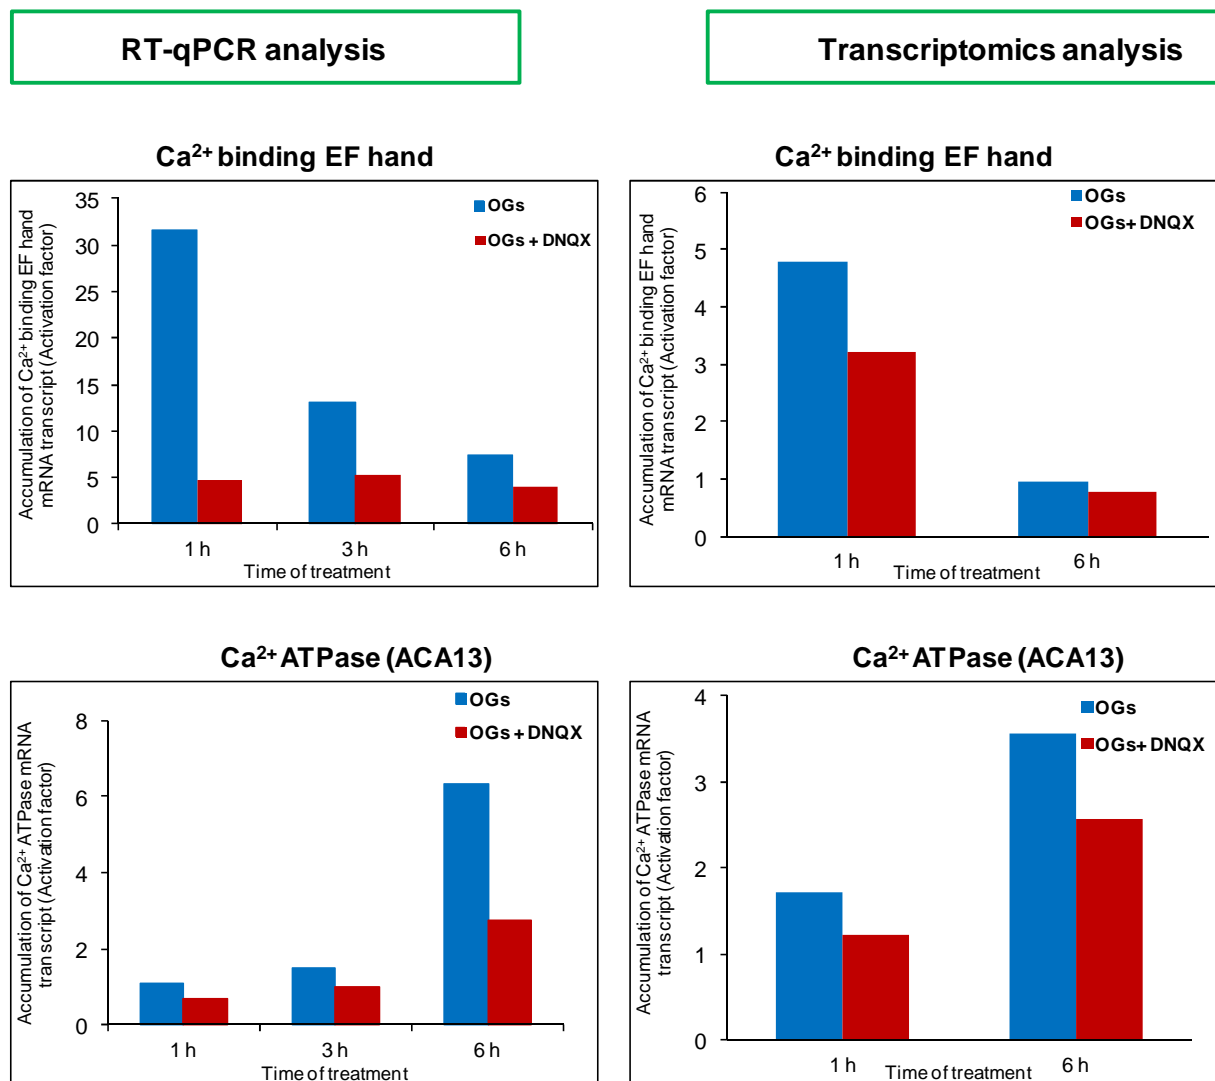 RT-qPCR analysis
Transcriptomics analysis
Ca²⁺ binding EF hand
Accumulation of Ca²⁺ binding EF hand
mRNA transcript (Activation factor)
35
30
25
20
15
10
5
0
OGs
OGs + DNQX
1 h
3 h
6 h
Time of treatment
Ca²⁺ binding EF hand
Accumulation of Ca²⁺ binding EF hand
mRNA transcript (Activation factor)
6
5
4
3
2
1
0
OGs
OGs+ DNQX
1 h
6 h
Time of treatment
Ca²⁺ ATPase (ACA13)
Accumulation of Ca²⁺ ATPase mRNA
transcript (Activation factor)
8
6
4
2
0
OGs
OGs + DNQX
1 h
3 h
6 h
Time of treatment
Ca²⁺ ATPase (ACA13)
Accumulation of Ca²⁺ ATPase mRNA
transcript (Activation factor)
4
3
2
1
0
OGs
OGs+ DNQX
1 h
6 h
Time of treatment